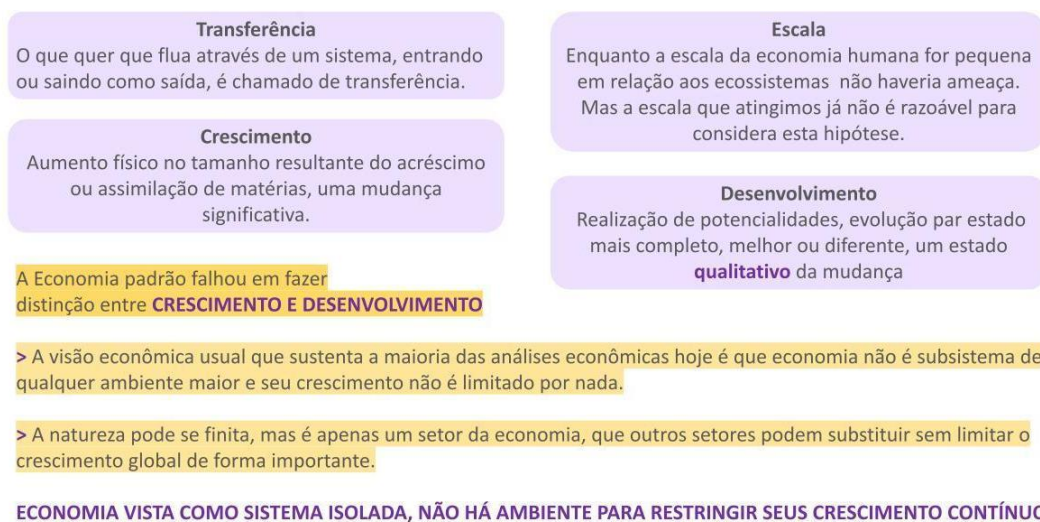 Transferência
O que quer que flua através de um sistema, entrando
ou saindo como saída, é chamado de transferência.
Crescimento
Aumento físico no tamanho resultante do acréscimo
ou assimilação de matérias, uma mudança
significativa.
Escala
Enquanto a escala da economia humana for pequena
em relação aos ecossistemas não haveria ameaça.
Mas a escala que atingimos já não é razoável para
considera esta hipótese.
Desenvolvimento
Realização de potencialidades, evolução par estado
mais completo, melhor ou diferente, um estado
qualitativo da mudança
A Economia padrão falhou em fazer
distinção entre CRESCIMENTO E DESENVOLVIMENTO
> A visão econômica usual que sustenta a maioria das análises econômicas hoje é que economia não é subsistema de
qualquer ambiente maior e seu crescimento não é limitado por nada.
> A natureza pode se finita, mas é apenas um setor da economia, que outros setores podem substituir sem limitar o
crescimento global de forma importante.
ECONOMIA VISTA COMO SISTEMA ISOLADA, NÃO HÁ AMBIENTE PARA RESTRINGIR SEUS CRESCIMENTO CONTÍNUO